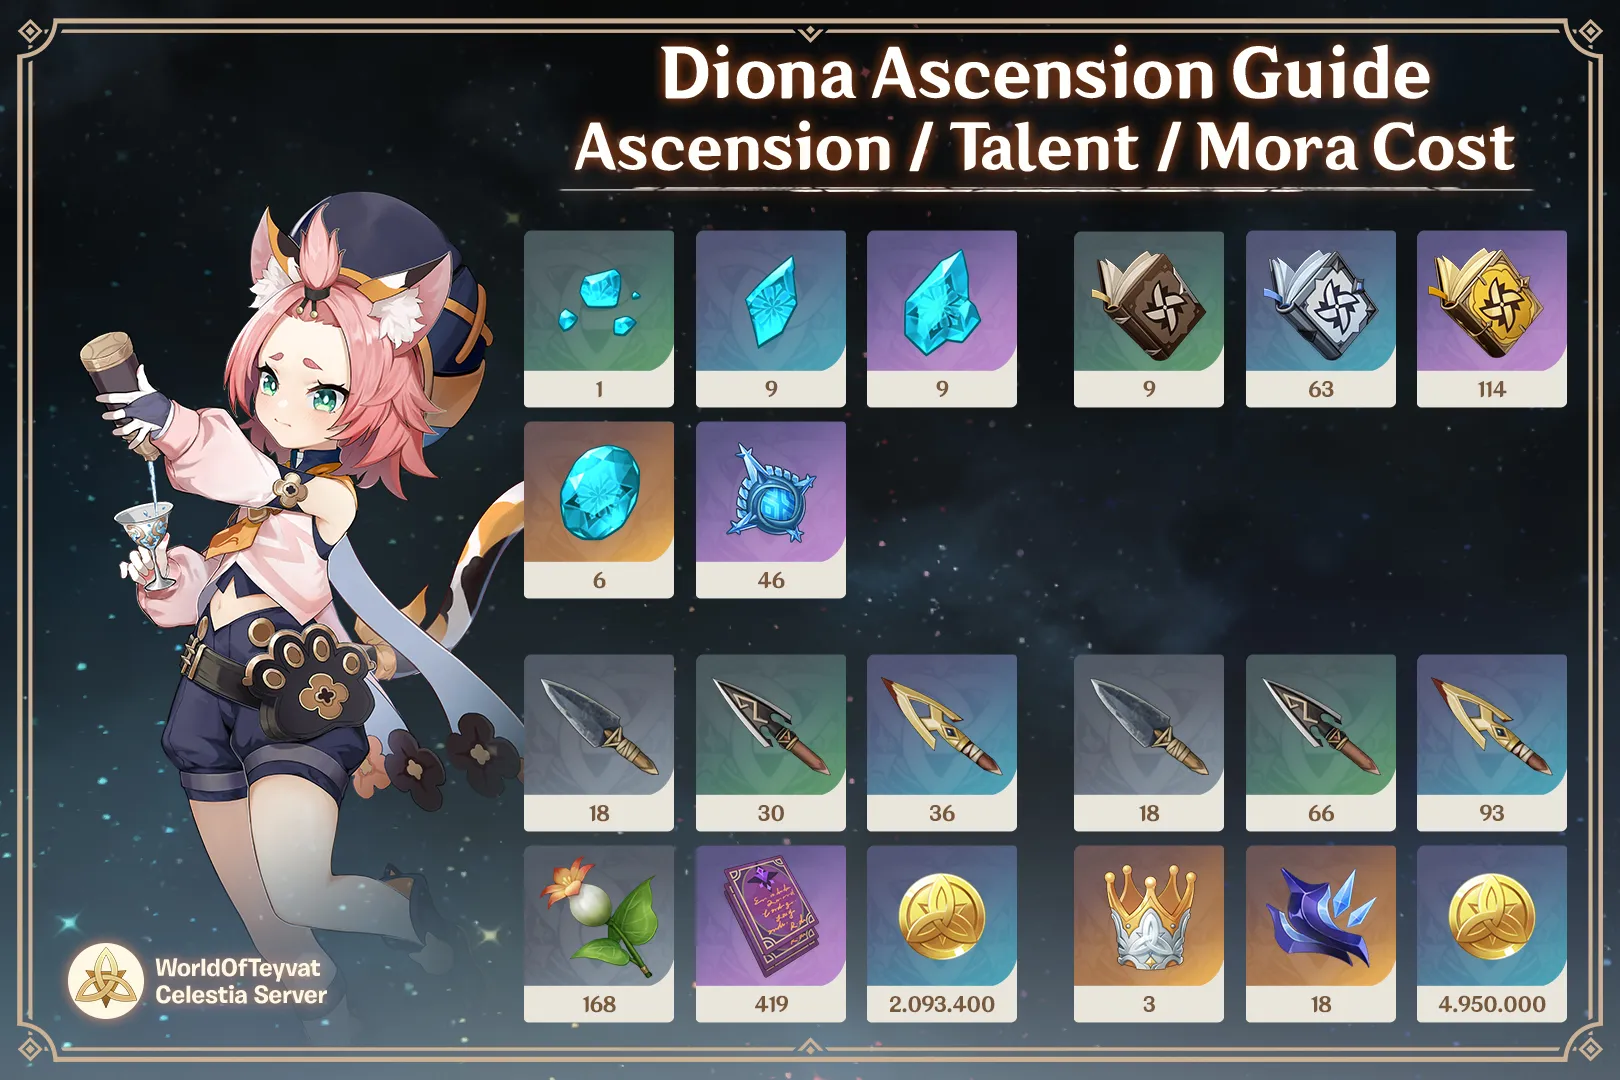 Diona Ascension Guide
Ascension / Talent / Mora Cost
1 9 9 9 63 114
6 46
18 30 36 18 66 93
168 419 2.093.400 3 18 4.950.000
WorldOfTeyvat
Celestia Server